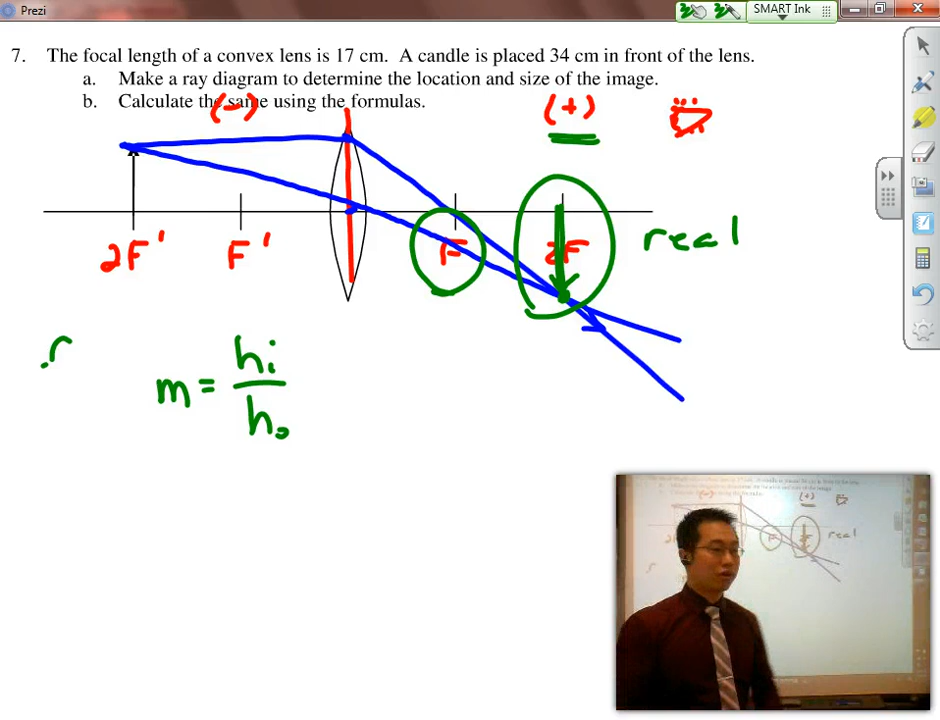 Prezi
SMART Ink
7. The focal length of a convex lens is 17 cm. A candle is placed 34 cm in front of the lens.
a. Make a ray diagram to determine the location and size of the image.
b. Calculate the same using the formulas.
(-) (+)
2F' F' F 2F real
m = hi/ho
(-) (+)
real